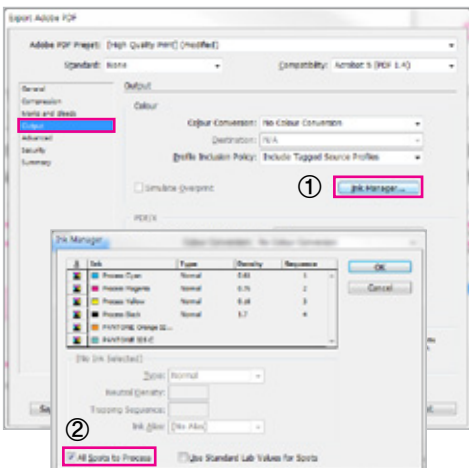 Export Adobe PDF
Adobe PDF Preset: [High Quality Print] (modified)
Standard: None
Compatibility: Acrobat 5 (PDF 1.4)
General
Compression
Marks and Bleeds
Output
Advanced
Security
Summary
Output
Colour
Colour Conversion: No Colour Conversion
Destination: N/A
Profile Inclusion Policy: Include Tagged Source Profiles
Simulate Overprint
① Ink Manager...
PDF/X
Ink Manager
Ink Type Density Sequence
Process Cyan Normal 0.61 1
Process Magenta Normal 0.76 2
Process Yellow Normal 0.16 3
Process Black Normal 1.7 4
PANTONE Orange 02...
PANTONE
OK
Cancel
[No Ink Selected]
Type: Normal
Neutral Density:
Trapping Sequence:
Ink Alias: [No Alias]
②
All Spots to Process
Use Standard Lab Values for Spots